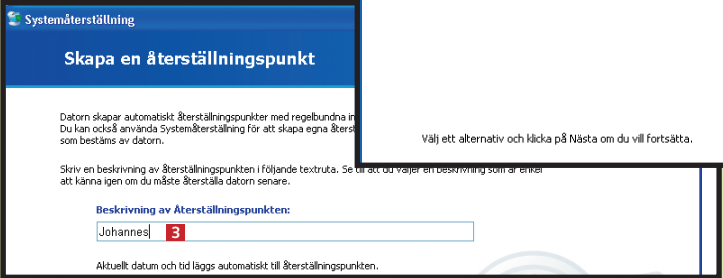 Systemåterställning
Skapa en återställningspunkt
Datorn skapar automatiskt återställningspunkter med regelbundna in
Du kan också använda Systemåterställning för att skapa egna återst
som bestäms av datorn.
Välj ett alternativ och klicka på Nästa om du vill fortsätta.
Skriv en beskrivning av återställningspunkten i följande textruta. Se till att du väljer en beskrivning som är enkel
att känna igen om du måste återställa datorn senare.
Beskrivning av Återställningspunkten:
Johannes 3
Aktuellt datum och tid läggs automatiskt till återställningspunkten.